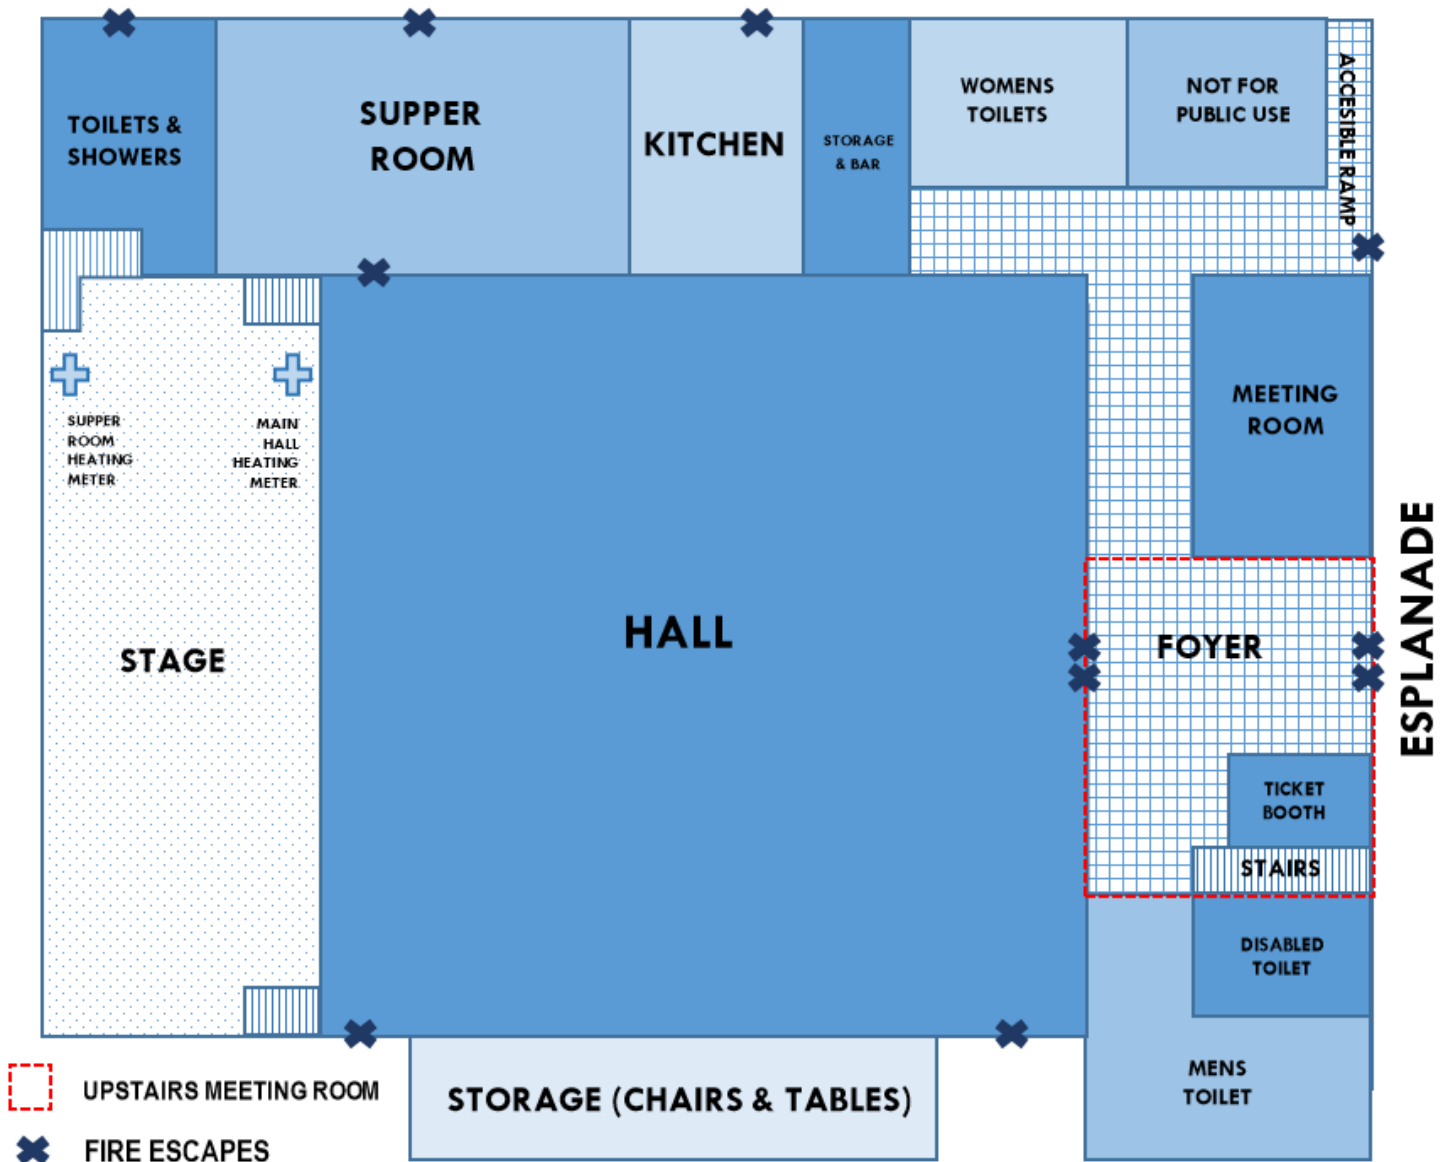 TOILETS &
SHOWERS
SUPPER
ROOM
KITCHEN
STORAGE
& BAR
WOMENS
TOILETS
NOT FOR
PUBLIC USE
ACCESIBLE RAMP
SUPPER
ROOM
HEATING
METER
MAIN
HALL
HEATING
METER
MEETING
ROOM
STAGE
HALL
FOYER
ESPLANADE
TICKET
BOOTH
STAIRS
DISABLED
TOILET
MENS
TOILET
STORAGE (CHAIRS & TABLES)
UPSTAIRS MEETING ROOM
FIRE ESCAPES